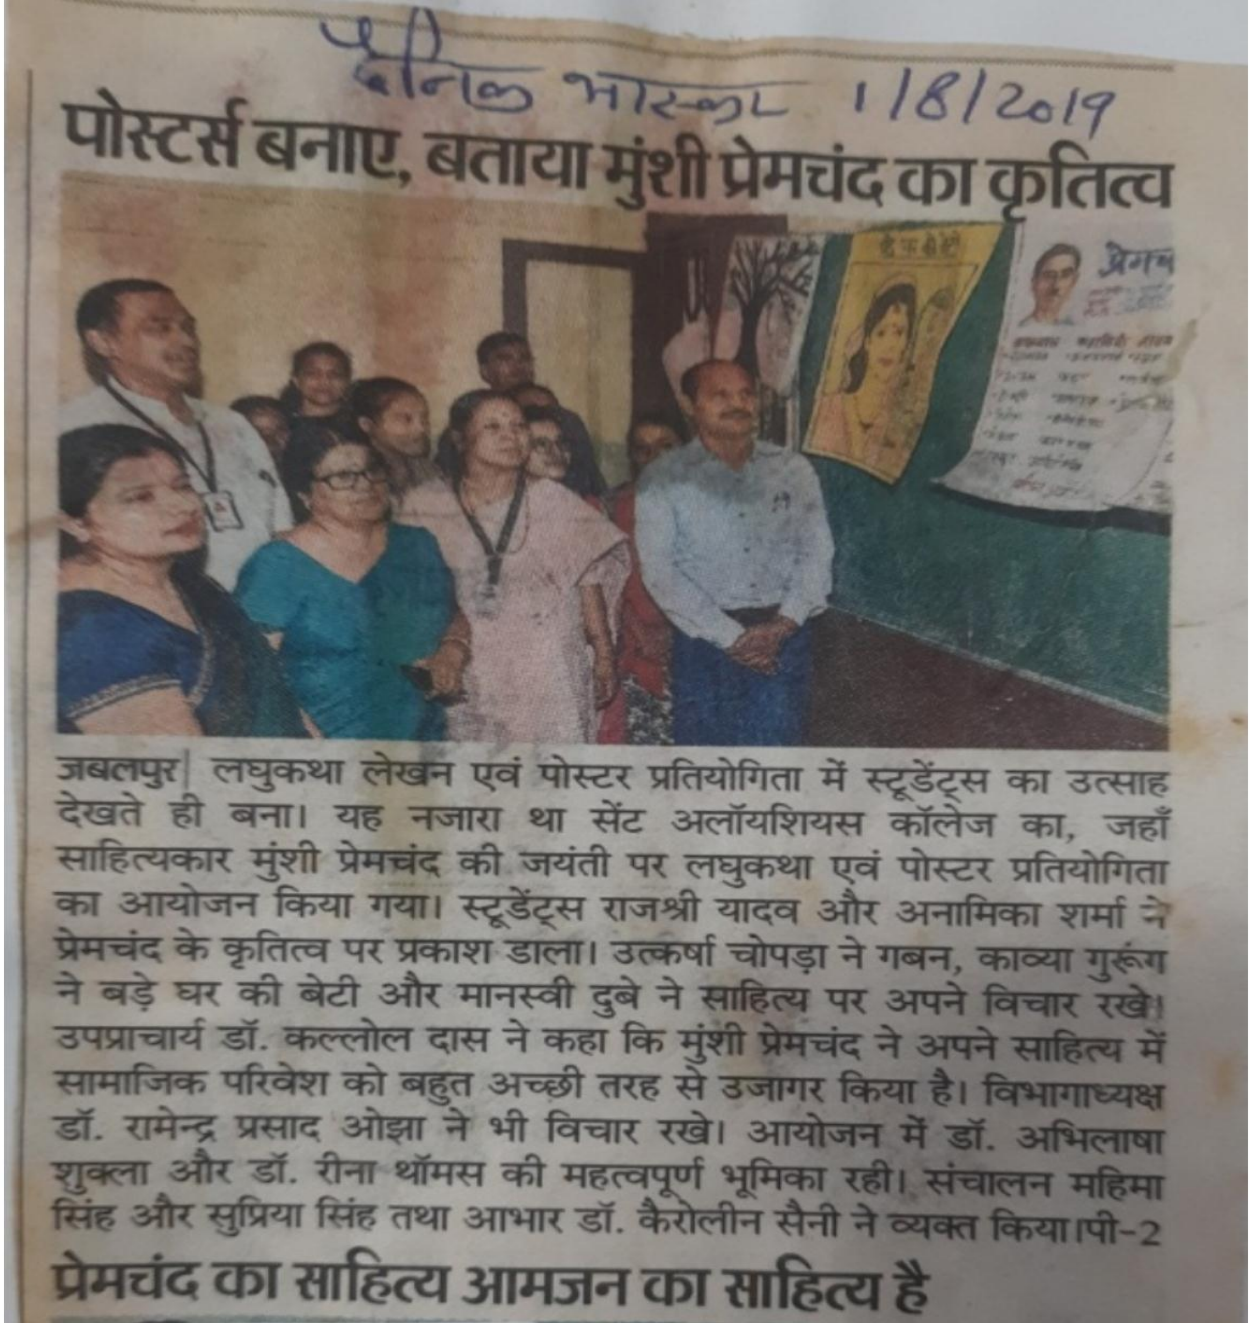 दैनिक भास्कर 1/8/2019
पोस्टर्स बनाए, बताया मुंशी प्रेमचंद का कृतित्व
प्रेमच
जबलपुर| लघुकथा लेखन एवं पोस्टर प्रतियोगिता में स्टूडेंट्स का उत्साह
देखते ही बना। यह नजारा था सेंट अलॉयशियस कॉलेज का, जहाँ
साहित्यकार मुंशी प्रेमचंद की जयंती पर लघुकथा एवं पोस्टर प्रतियोगिता
का आयोजन किया गया। स्टूडेंट्स राजश्री यादव और अनामिका शर्मा ने
प्रेमचंद के कृतित्व पर प्रकाश डाला। उत्कर्षा चोपड़ा ने गबन, काव्या गुरूंग
ने बड़े घर की बेटी और मानस्वी दुबे ने साहित्य पर अपने विचार रखे।
उपप्राचार्य डॉ. कल्लोल दास ने कहा कि मुंशी प्रेमचंद ने अपने साहित्य में
सामाजिक परिवेश को बहुत अच्छी तरह से उजागर किया है। विभागाध्यक्ष
डॉ. रामेन्द्र प्रसाद ओझा ने भी विचार रखे। आयोजन में डॉ. अभिलाषा
शुक्ला और डॉ. रीना थॉमस की महत्वपूर्ण भूमिका रही। संचालन महिमा
सिंह और सुप्रिया सिंह तथा आभार डॉ. कैरोलीन सैनी ने व्यक्त किया।पी-2
प्रेमचंद का साहित्य आमजन का साहित्य है